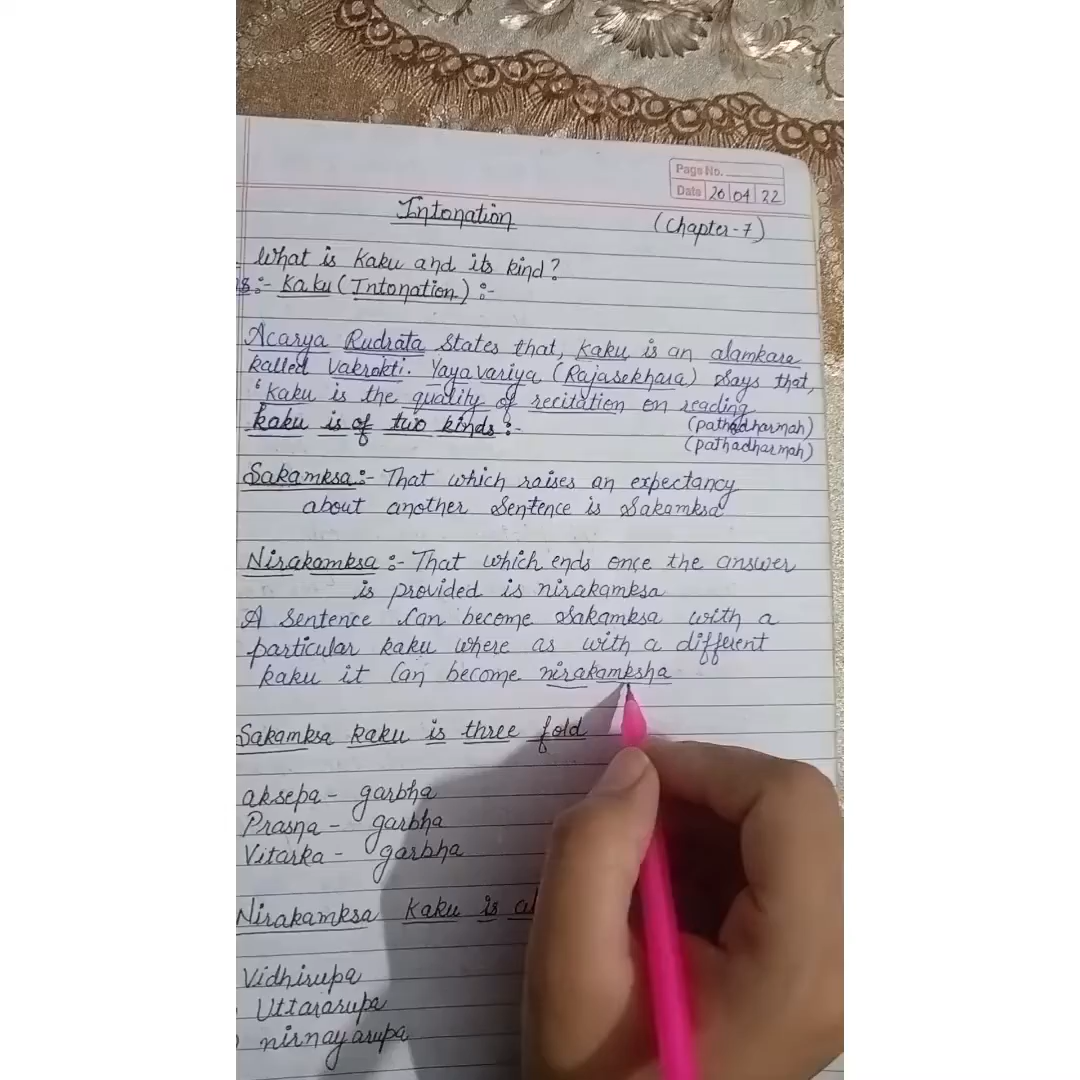 Page No.
Date 20 04 22
Intonation (Chapter-7)
What is Kaku and its kind?
s:- Kaku (Intonation) :-
Acarya Rudrata states that, Kaku is an alamkara
kalled Vakrokti. Yayavariya (Rajasekhara) says that,
'Kaku is the quality of recitation on reading
(pathadharmah)
kaku is of two kinds:-
(pathadharmah)
Sakamksa:- That which raises an expectancy
about another sentence is Sakamksa
Nirakamksa :- That which ends once the answer
is provided is nirakamksa
A sentence can become sakamksa with a
particular kaku where as with a different
kaku it can become nirakamksha
Sakamksa kaku is three fold
aksepa - garbha
Prasna - garbha
Vitarka - garbha
Nirakamksa Kaku is al
Vidhirupa
Uttararupa
nirnayarupa